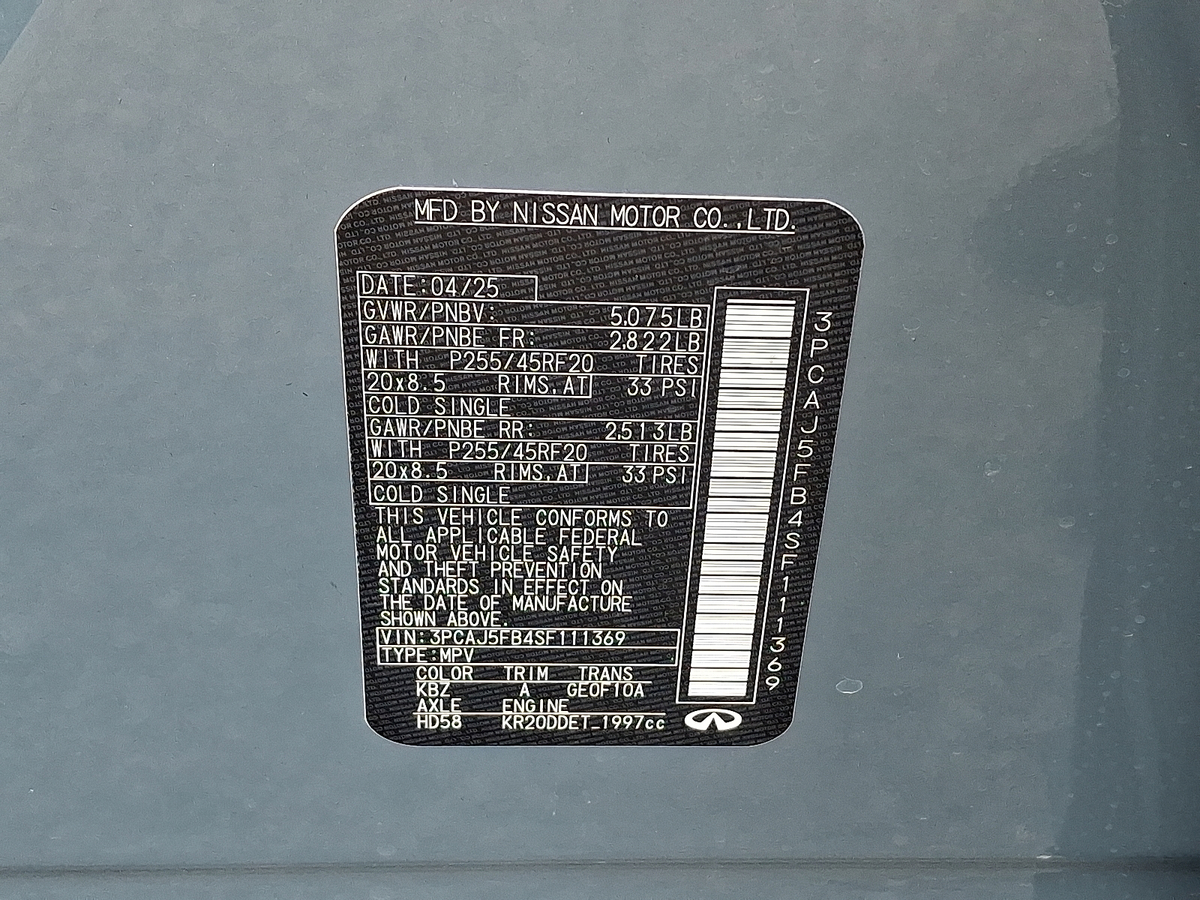 MFD BY NISSAN MOTOR CO.,LTD.
DATE:04/25
GVWR/PNBV: 5,075LB
GAWR/PNBE FR: 2,822LB
WITH P255/45RF20 TIRES
20x8.5 RIMS,AT 33 PSI
COLD SINGLE
GAWR/PNBE RR: 2,513LB
WITH P255/45RF20 TIRES
20x8.5 RIMS,AT 33 PSI
COLD SINGLE
THIS VEHICLE CONFORMS TO
ALL APPLICABLE FEDERAL
MOTOR VEHICLE SAFETY
AND THEFT PREVENTION
STANDARDS IN EFFECT ON
THE DATE OF MANUFACTURE
SHOWN ABOVE.
VIN:3PCAJ5FB4SF111369
TYPE:MPV
COLOR TRIM TRANS
KBZ A GEOF10A
AXLE ENGINE
HD58 KR20DDET_1997cc
3PCAJ5FB4SF111369